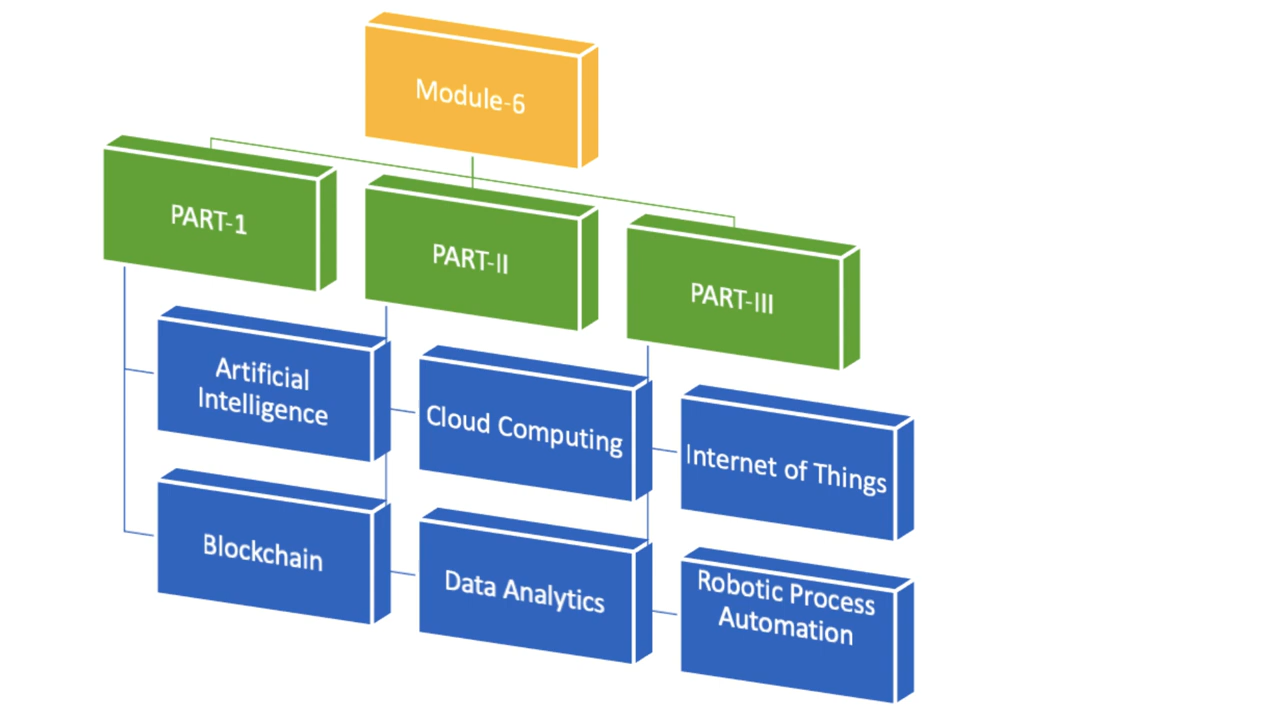 Module-6
PART-1
PART-II
PART-III
Artificial
Intelligence
Cloud Computing
Internet of Things
Blockchain
Data Analytics
Robotic Process
Automation